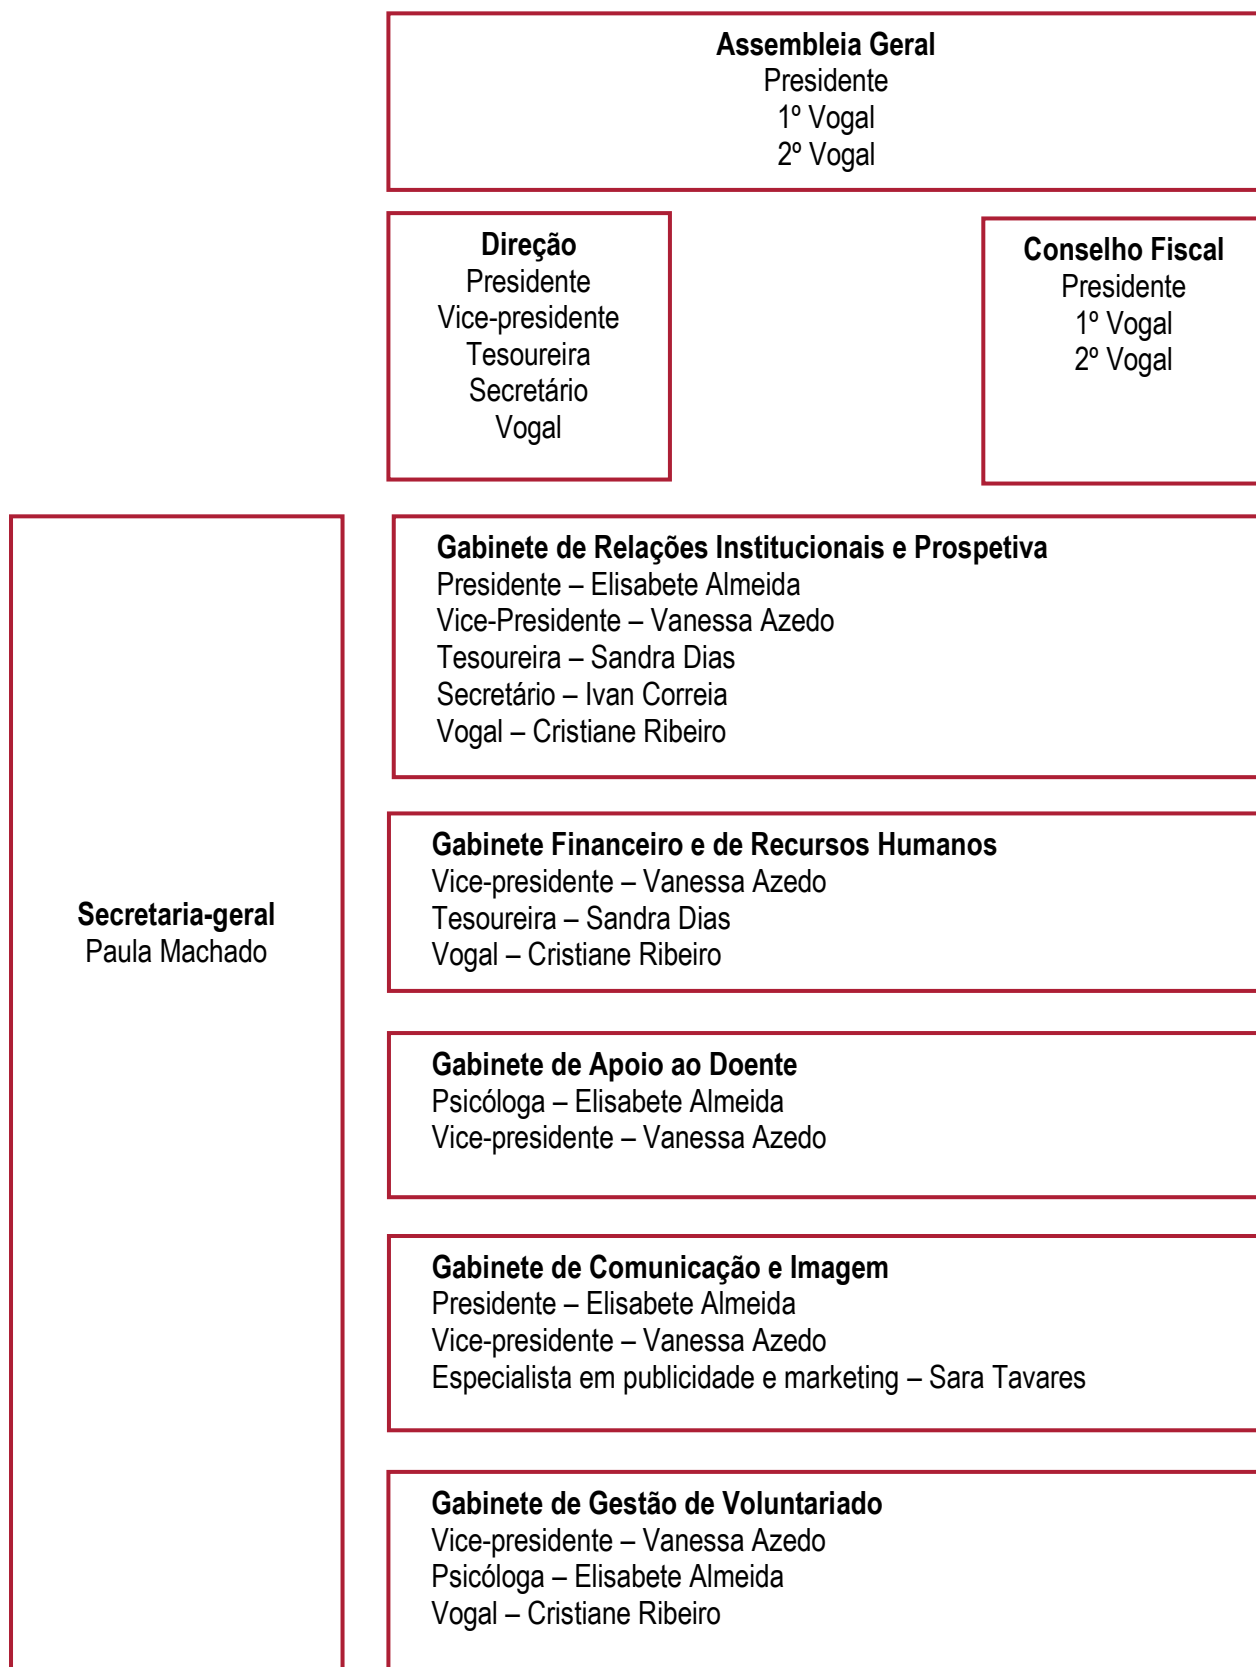 Assembleia Geral
Presidente
1º Vogal
2º Vogal
Direção
Presidente
Vice-presidente
Tesoureira
Secretário
Vogal
Conselho Fiscal
Presidente
1º Vogal
2º Vogal
Secretaria-geral
Paula Machado
Gabinete de Relações Institucionais e Prospetiva
Presidente – Elisabete Almeida
Vice-Presidente – Vanessa Azedo
Tesoureira – Sandra Dias
Secretário – Ivan Correia
Vogal – Cristiane Ribeiro
Gabinete Financeiro e de Recursos Humanos
Vice-presidente – Vanessa Azedo
Tesoureira – Sandra Dias
Vogal – Cristiane Ribeiro
Gabinete de Apoio ao Doente
Psicóloga – Elisabete Almeida
Vice-presidente – Vanessa Azedo
Gabinete de Comunicação e Imagem
Presidente – Elisabete Almeida
Vice-presidente – Vanessa Azedo
Especialista em publicidade e marketing – Sara Tavares
Gabinete de Gestão de Voluntariado
Vice-presidente – Vanessa Azedo
Psicóloga – Elisabete Almeida
Vogal – Cristiane Ribeiro